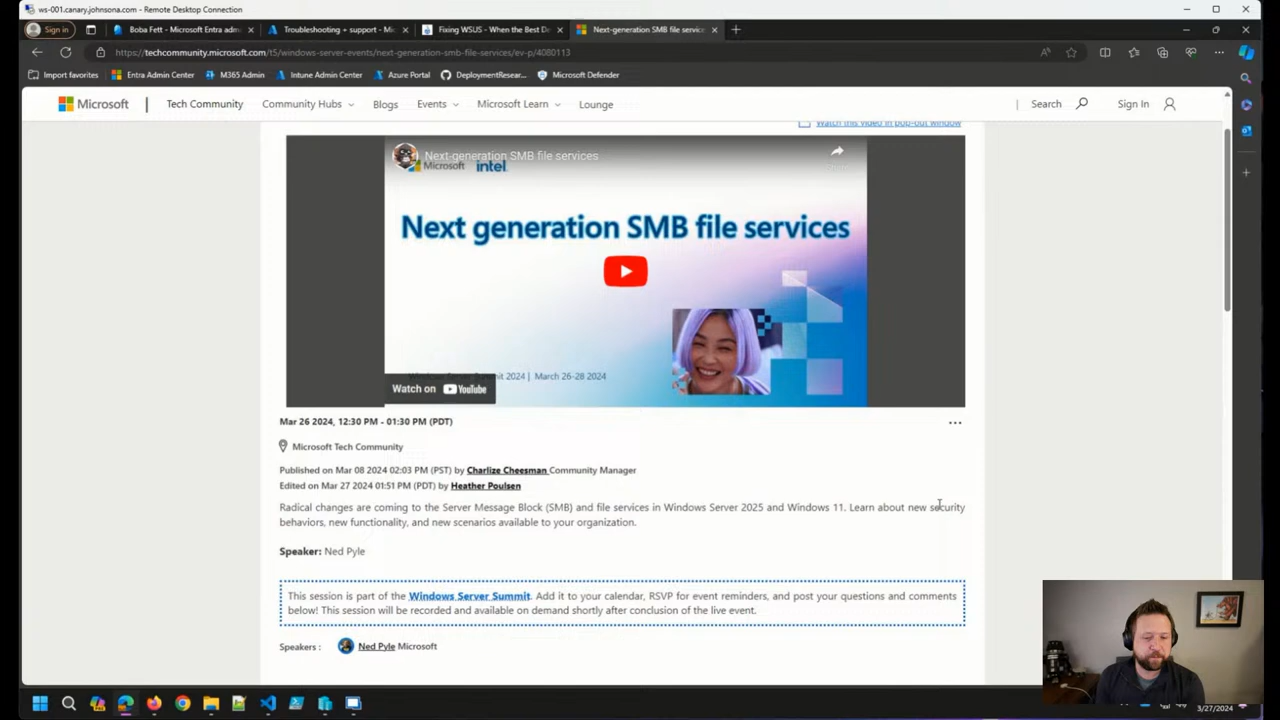 ws-001.canary.johnsona.com - Remote Desktop Connection
Sign in
Boba Fett - Microsoft Entra adm
Troubleshooting + support - Mi
Fixing WSUS - When the Best De
Next-generation SMB file service
https://techcommunity.microsoft.com/t5/windows-server-events/next-generation-smb-file-services/ev-p/4080113
Import favorites
Entra Admin Center
M365 Admin
Intune Admin Center
Azure Portal
DeploymentResear...
Microsoft Defender
Microsoft
Tech Community
Community Hubs
Blogs
Events
Microsoft Learn
Lounge
Search
Sign In
Watch this video in pop-out window
Next-generation SMB file services
Microsoft
intel
Next generation SMB file services
Windows Server Summit 2024 | March 26-28 2024
Watch on YouTube
Mar 26 2024, 12:30 PM - 01:30 PM (PDT)
Microsoft Tech Community
Published on Mar 08 2024 02:03 PM (PST) by Charlize Cheesman Community Manager
Edited on Mar 27 2024 01:51 PM (PDT) by Heather Poulsen
Radical changes are coming to the Server Message Block (SMB) and file services in Windows Server 2025 and Windows 11. Learn about new security
behaviors, new functionality, and new scenarios available to your organization.
Speaker: Ned Pyle
This session is part of the Windows Server Summit. Add it to your calendar, RSVP for event reminders, and post your questions and comments
below! This session will be recorded and available on demand shortly after conclusion of the live event.
Speakers :
Ned Pyle Microsoft
3/27/2024